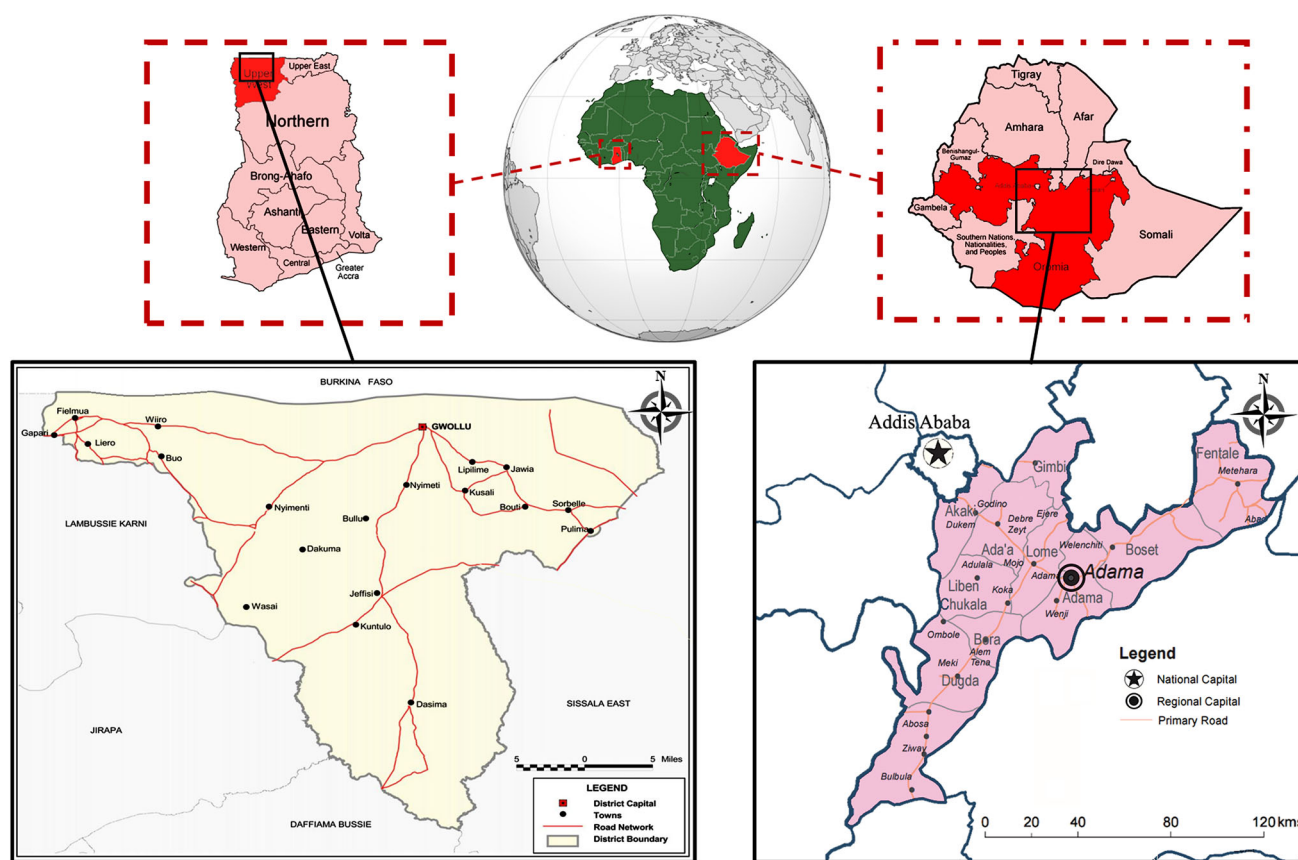 Upper East
Upper
West
Northern
Brong-Ahafo
Ashanti
Eastern
Volta
Western
Central
Greater
Accra
Tigray
Afar
Amhara
Benishangul-
Gumaz
Dire Dawa
Gambela
Southern Nations,
Nationalities,
and Peoples
Somali
Oromia
BURKINA FASO
N
Fielmua
Wiiro
GWOLLU
Gapari
Liero
Buo
Lipilime
Jawia
Nyimeti
Kusali
Nyimenti
Bouti
Sorbelle
Bullu
Pulima
LAMBUSSIE KARNI
Dakuma
Jeffisi
Wasai
Kuntulo
Dasima
SISSALA EAST
JIRAPA
DAFFIAMA BUSSIE
5 0 5 Miles
LEGEND
District Capital
Towns
Road Network
District Boundary
N
Addis Ababa
Gimbi
Fentale
Metehara
Akaki
Godino
Dukem
Debre
Zeyt
Ejere
Welenchiti
Boset
Ada'a
Lome
Adulala
Mojo
Adama
Liben
Chukala
Koka
Adama
Wenji
Ombole
Bora
Alem
Tena
Meki
Dugda
Abosa
Ziway
Bulbula
Legend
National Capital
Regional Capital
Primary Road
0 20 40 60 80 120 kms